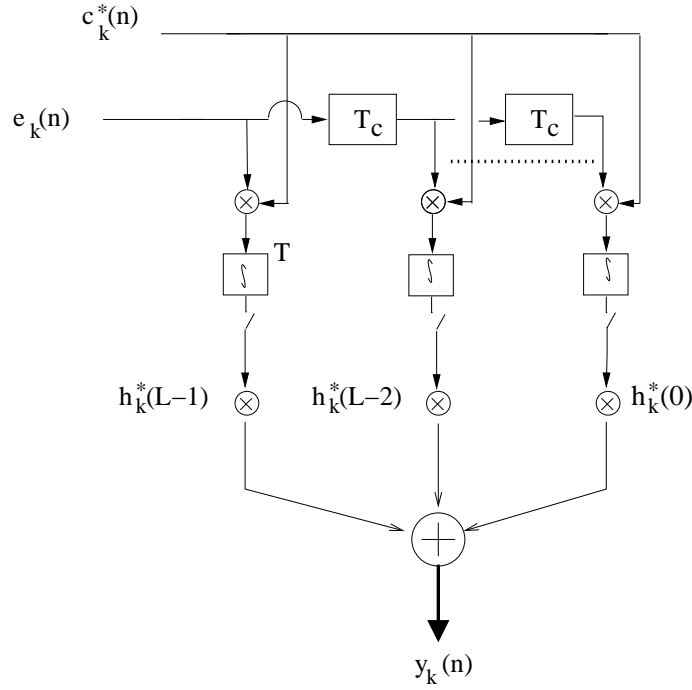 c*k(n)
ek(n)
Tc Tc
T
∫ ∫ ∫
h*k(L−1) h*k(L−2) h*k(0)
yk(n)